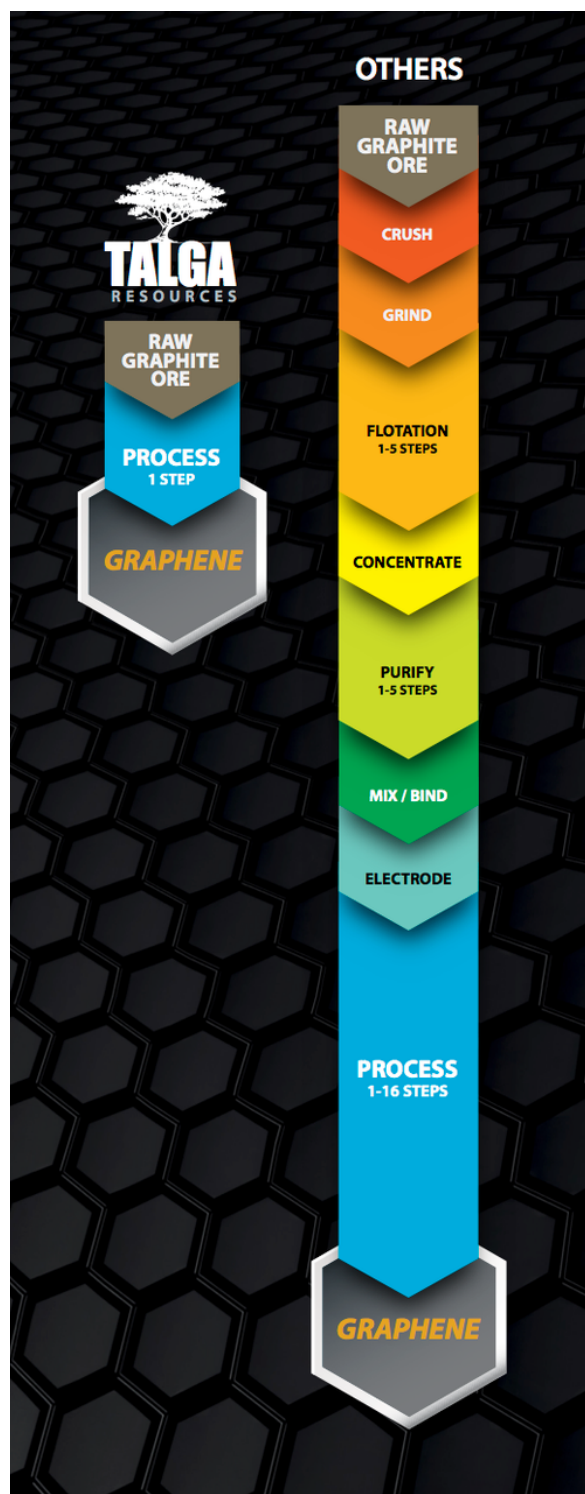 TALGA
RESOURCES
RAW
GRAPHITE
ORE
PROCESS
1 STEP
GRAPHENE
OTHERS
RAW
GRAPHITE
ORE
CRUSH
GRIND
FLOTATION
1-5 STEPS
CONCENTRATE
PURIFY
1-5 STEPS
MIX / BIND
ELECTRODE
PROCESS
1-16 STEPS
GRAPHENE